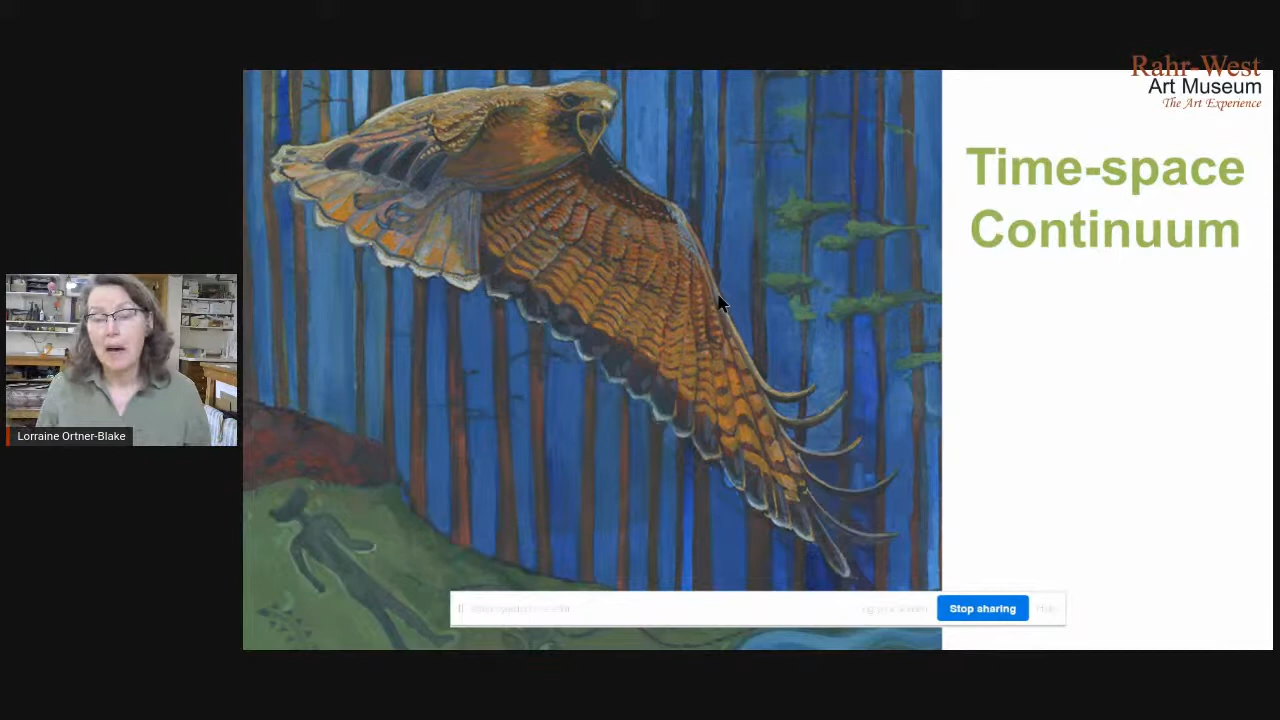 Rahr-West
Art Museum
The Art Experience
Time-space
Continuum
Lorraine Ortner-Blake
Stop sharing